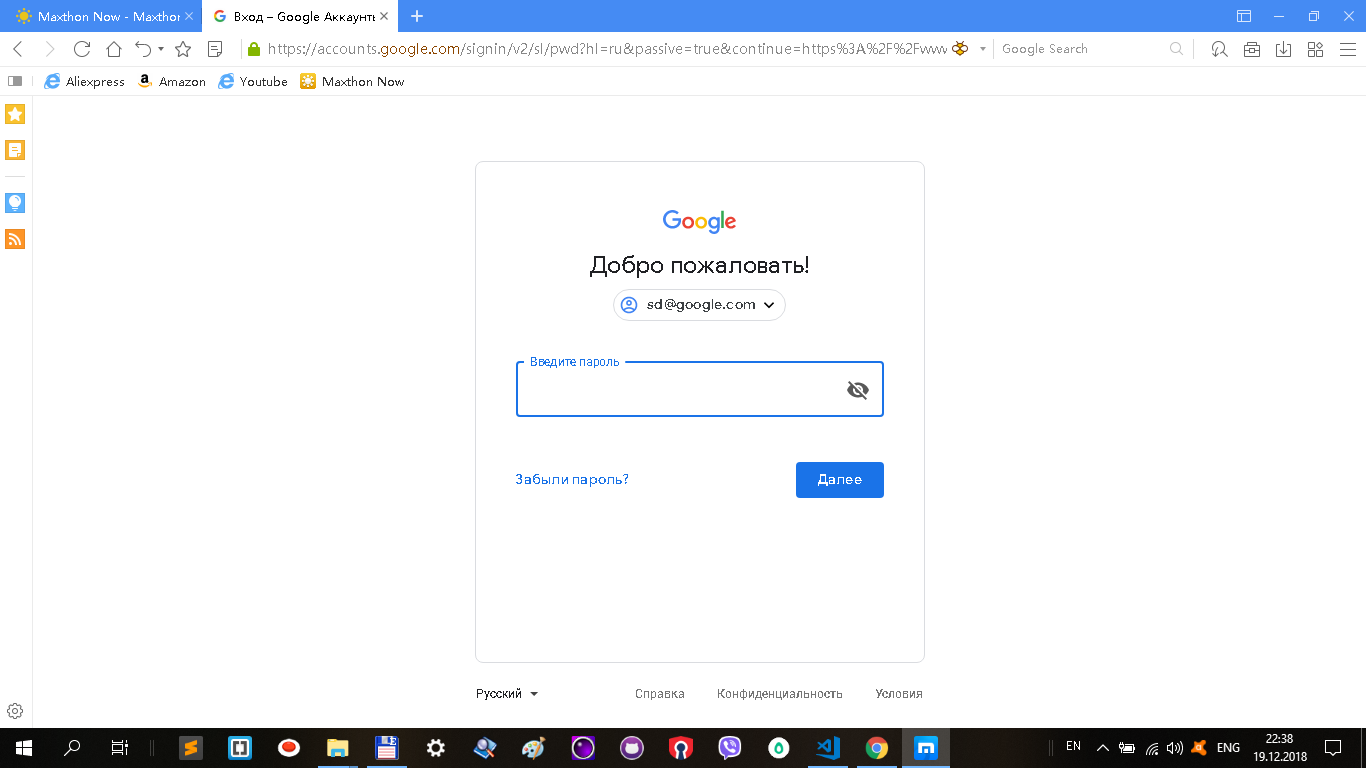 Maxthon Now - Maxthon
Вход – Google Аккаунты
https://accounts.google.com/signin/v2/sl/pwd?hl=ru&passive=true&continue=https%3A%2F%2Fwww
Google Search
Aliexpress
Amazon
Youtube
Maxthon Now
Google
Добро пожаловать!
sd@google.com
Введите пароль
Забыли пароль?
Далее
Русский
Справка
Конфиденциальность
Условия
EN
ENG
22:38
19.12.2018